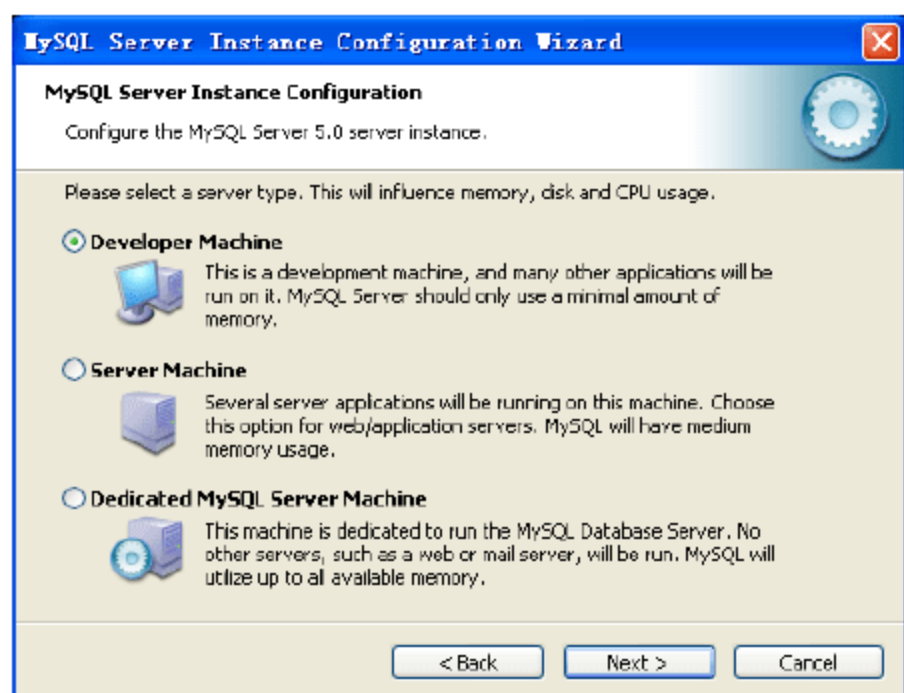 MySQL Server Instance Configuration Wizard
MySQL Server Instance Configuration
Configure the MySQL Server 5.0 server instance.
Please select a server type. This will influence memory, disk and CPU usage.
Developer Machine
This is a development machine, and many other applications will be
run on it. MySQL Server should only use a minimal amount of
memory.
Server Machine
Several server applications will be running on this machine. Choose
this option for web/application servers. MySQL will have medium
memory usage.
Dedicated MySQL Server Machine
This machine is dedicated to run the MySQL Database Server. No
other servers, such as a web or mail server, will be run. MySQL will
utilize up to all available memory.
< Back
Next >
Cancel